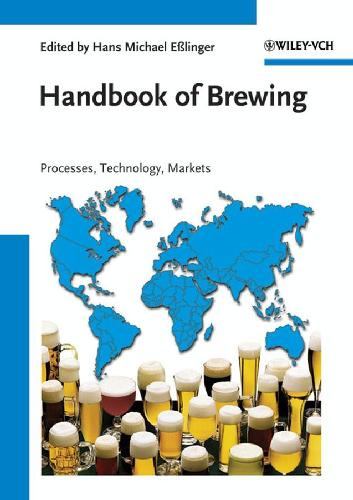 Edited by Hans Michael Eßlinger
WILEY-VCH
Handbook of Brewing
Processes, Technology, Markets